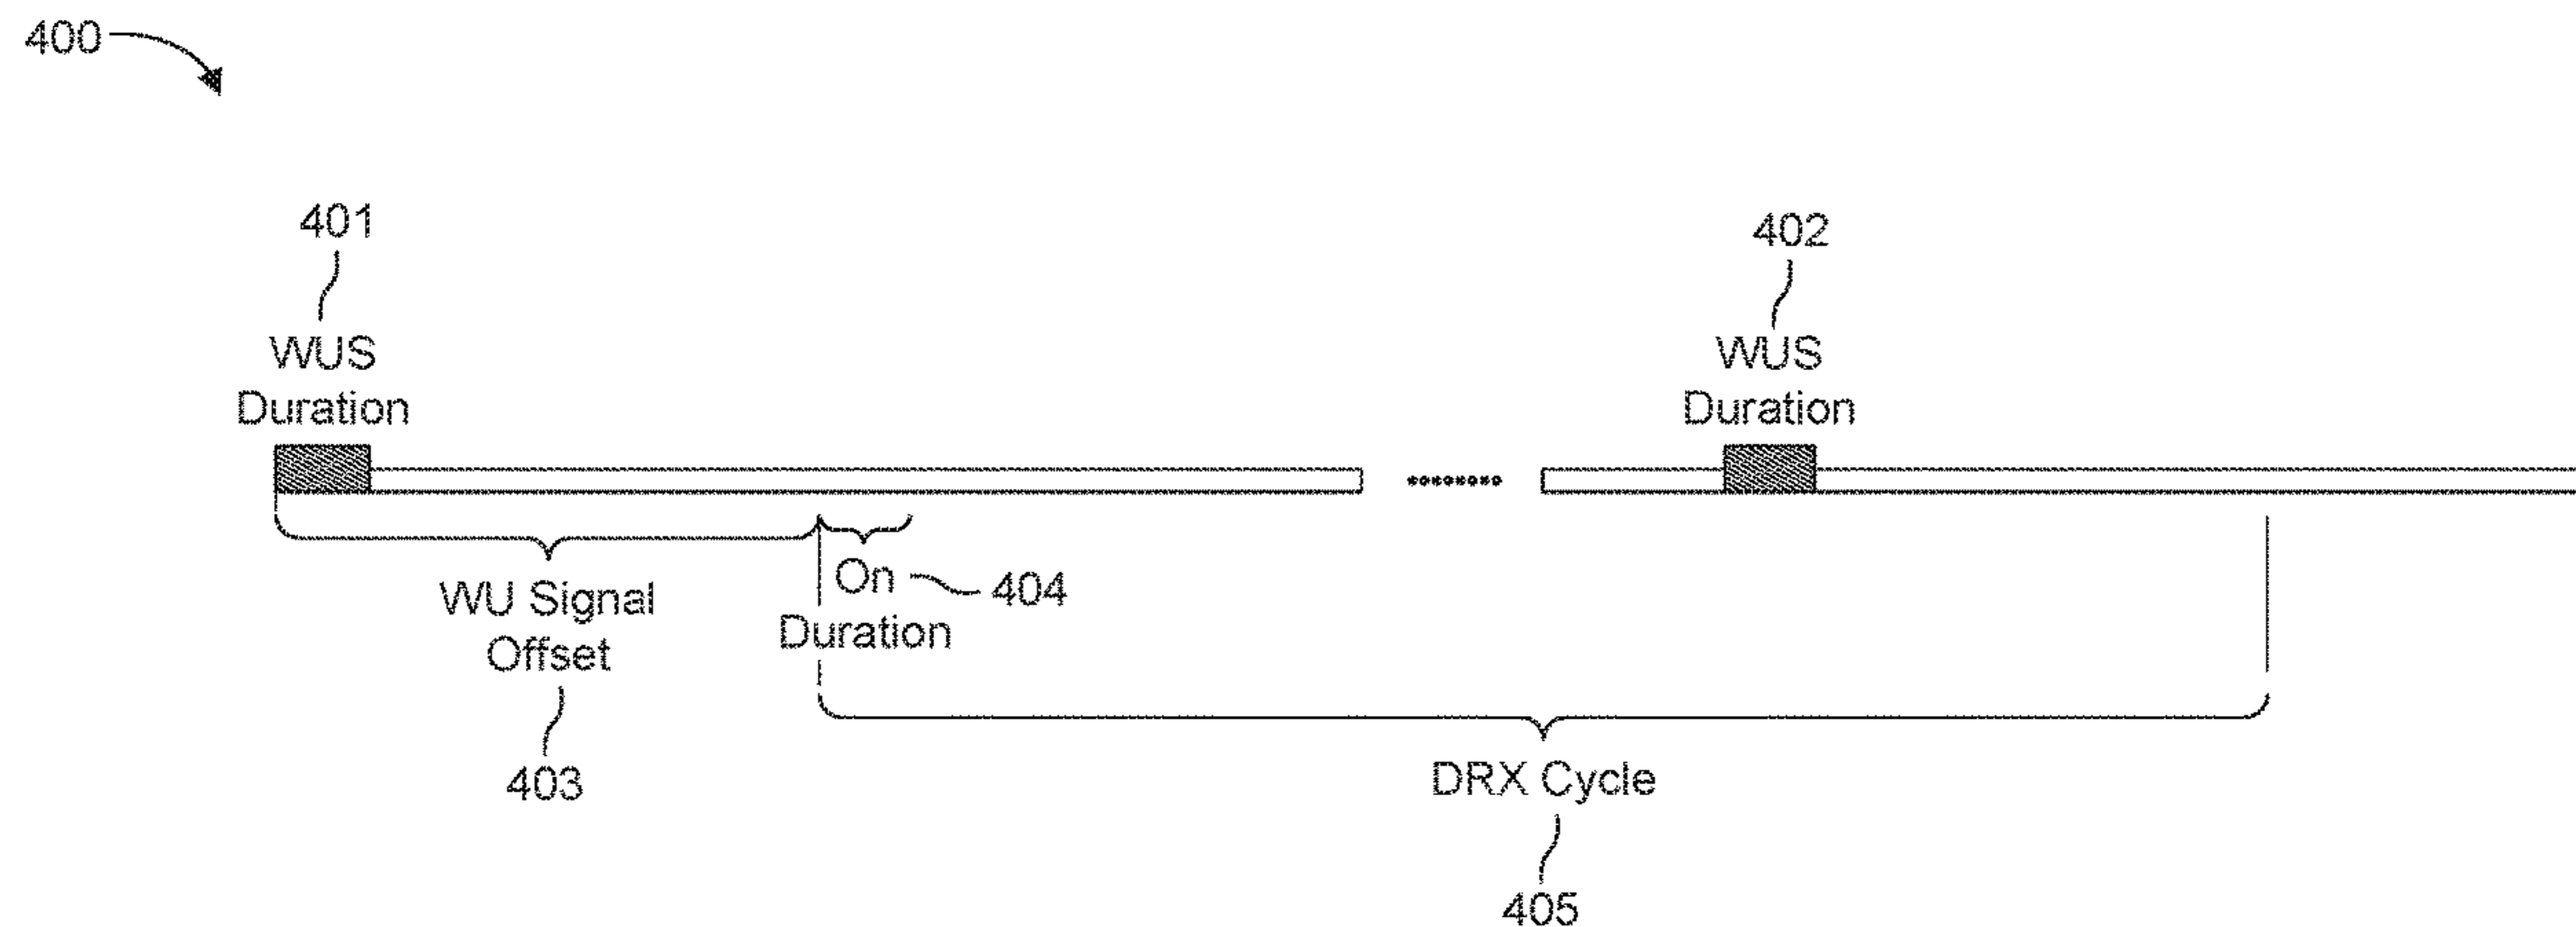 400
401
402
WUS
Duration
WUS
Duration
On
404
Duration
WU Signal
Offset
403
DRX Cycle
405